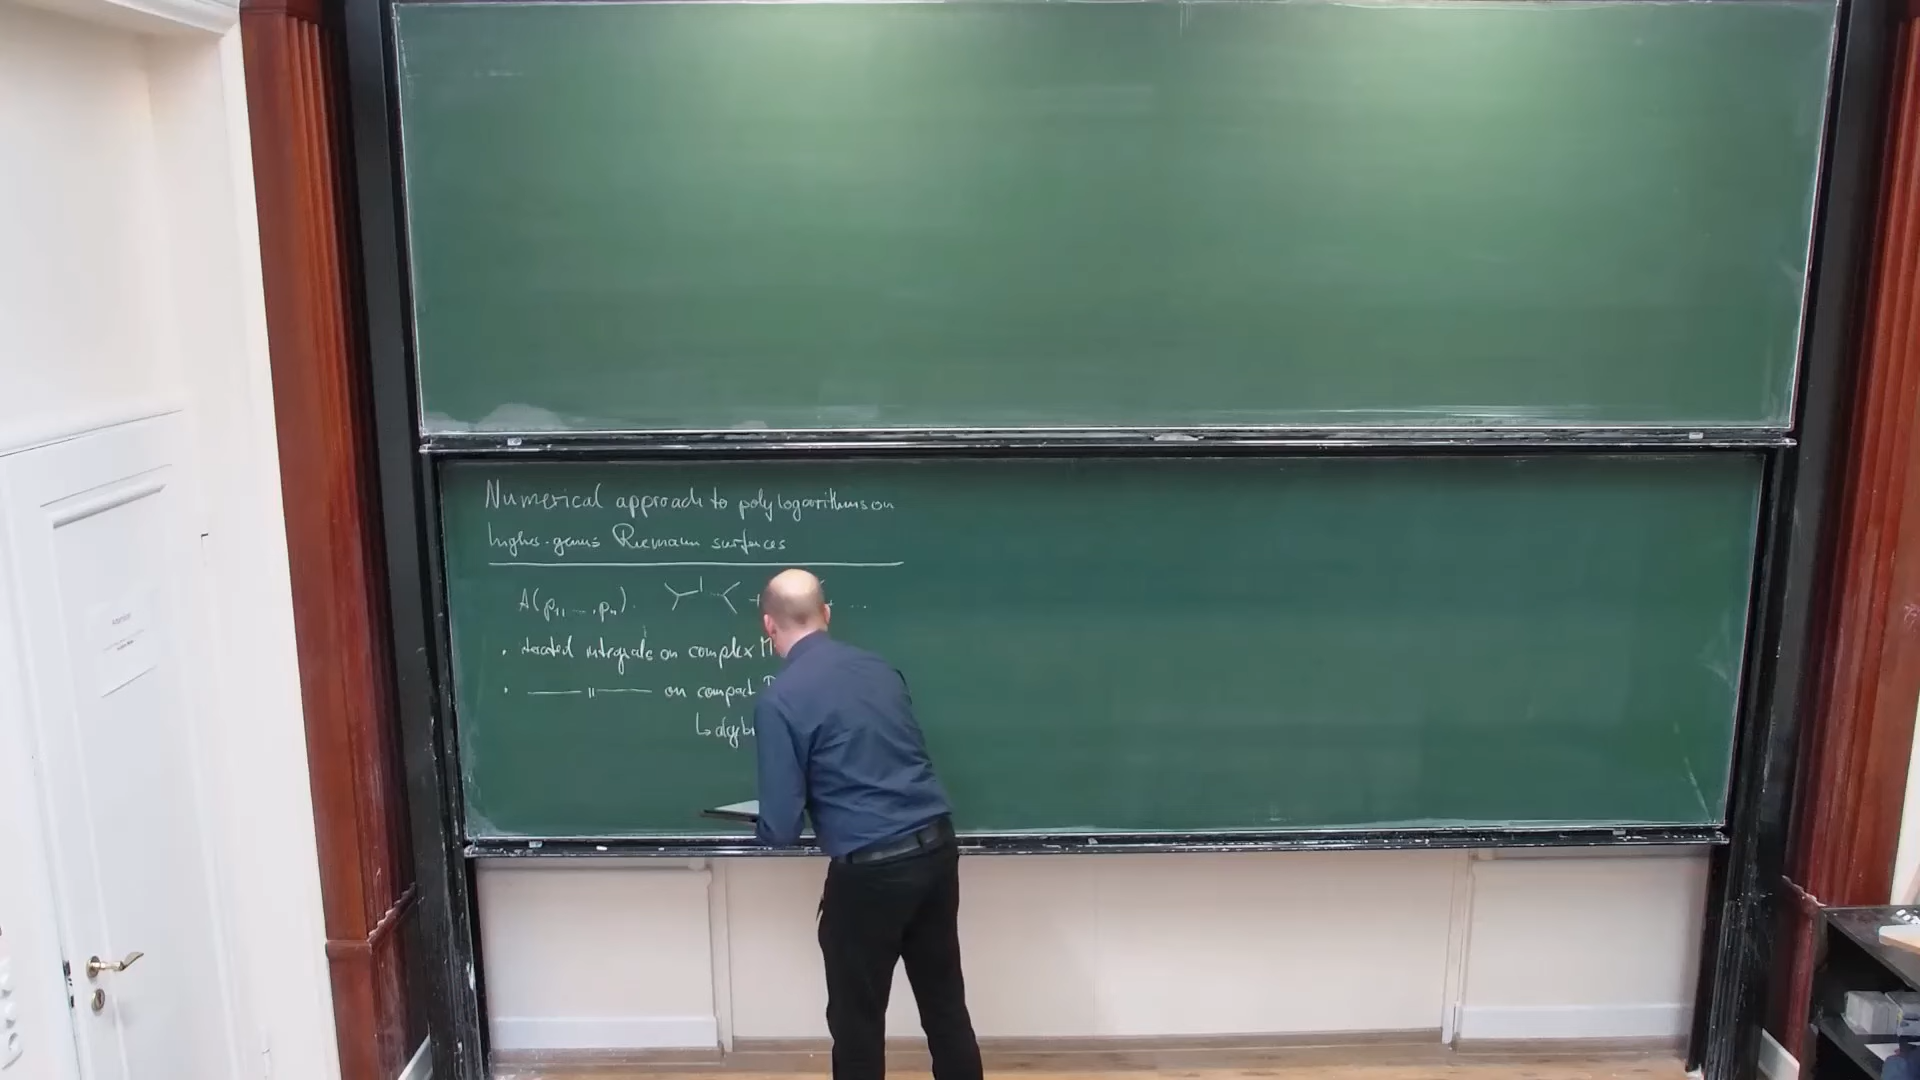 Numerical approach to polylogarithms on
higher-genus Riemann surfaces
A(p₁, ..., pₙ). ...
• iterated integrals on complex
• —— " —— on compact
↳